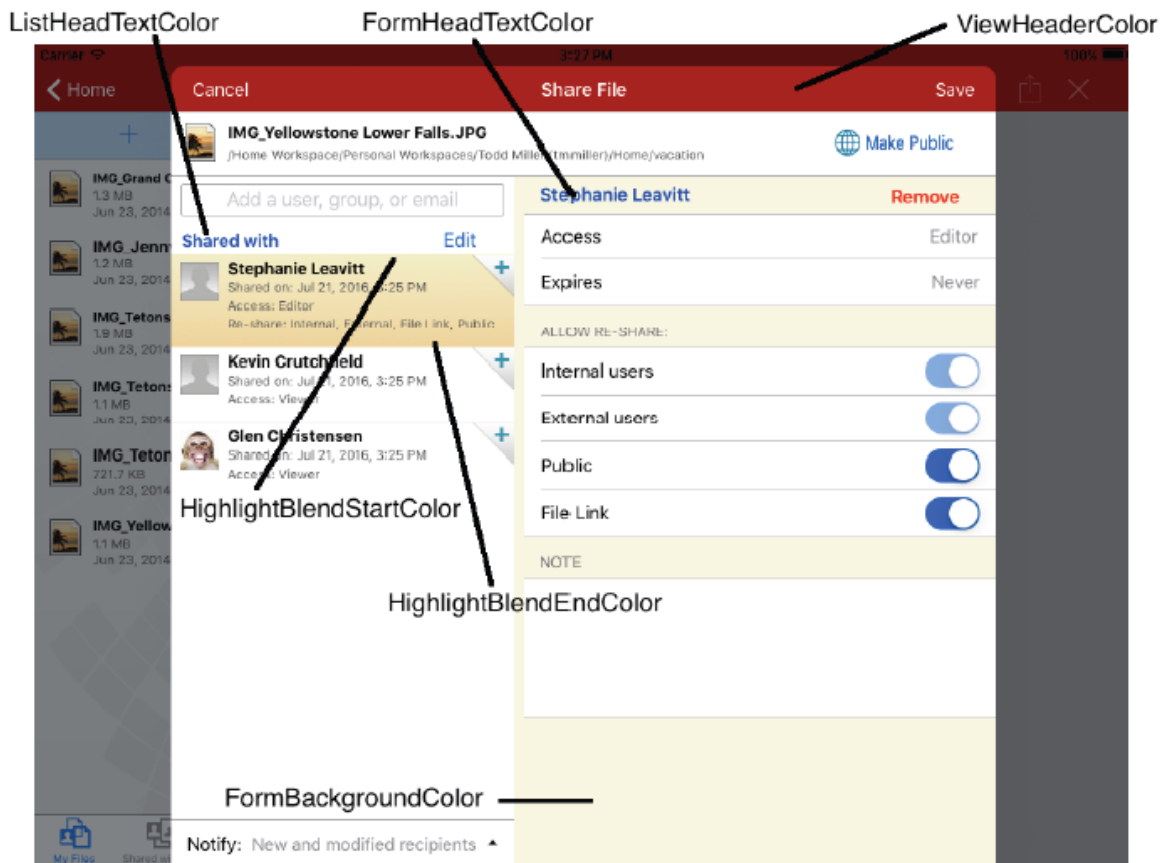 ListHeadTextColor
FormHeadTextColor
ViewHeaderColor
Carrier
3:27 PM
100%
Home
Cancel
Share File
Save
IMG_Yellowstone Lower Falls.JPG
/Home Workspace/Personal Workspaces/Todd Miller (tmmiller)/Home/vacation
Make Public
+
IMG_Grand C
1.3 MB
Jun 23, 2014
IMG_Jenn
1.2 MB
Jun 23, 2014
IMG_Tetons
1.9 MB
Jun 23, 2014
IMG_Teton
1.1 MB
Jun 23, 2014
IMG_Teton
721.7 KB
Jun 23, 2014
IMG_Yellow
1.1 MB
Jun 23, 2014
Add a user, group, or email
Shared with
Edit
Stephanie Leavitt
Shared on: Jul 21, 2016, 3:25 PM
Access: Editor
Re-share: Internal, External, File Link, Public
+
Kevin Crutchfield
Shared on: Jul 21, 2016, 3:25 PM
Access: Viewer
+
Glen Christensen
Shared on: Jul 21, 2016, 3:25 PM
Access: Viewer
+
HighlightBlendStartColor
HighlightBlendEndColor
FormBackgroundColor
Stephanie Leavitt
Remove
Access
Editor
Expires
Never
ALLOW RE-SHARE:
Internal users
External users
Public
File Link
NOTE
Notify: New and modified recipients
My Files
Shared wi